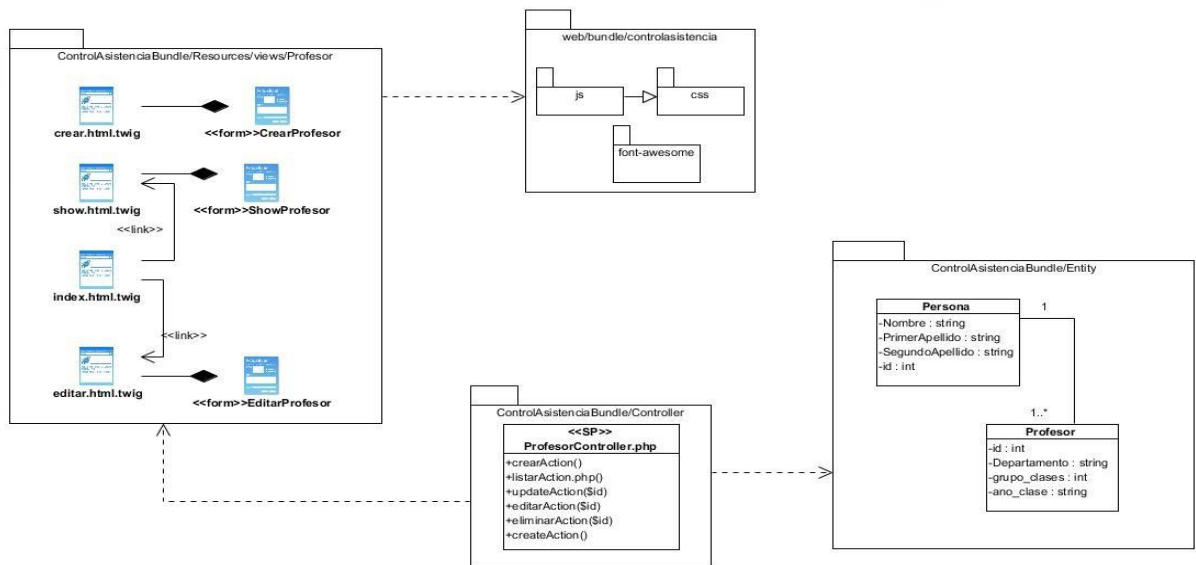 ControlAsistenciaBundle/Resources/views/Profesor
crear.html.twig
<<form>>CrearProfesor
show.html.twig
<<form>>ShowProfesor
<<link>>
index.html.twig
<<link>>
editar.html.twig
<<form>>EditarProfesor
web/bundle/controlasistencia
js
css
font-awesome
ControlAsistenciaBundle/Entity
Persona
-Nombre : string
-PrimerApellido : string
-SegundoApellido : string
-id : int
1
1..*
Profesor
-id : int
-Departamento : string
-grupo_clases : int
-ano_clase : string
ControlAsistenciaBundle/Controller
<<SP>>
ProfesorController.php
+crearAction()
+listarAction.php()
+updateAction($id)
+editarAction($id)
+eliminarAction($id)
+createAction()